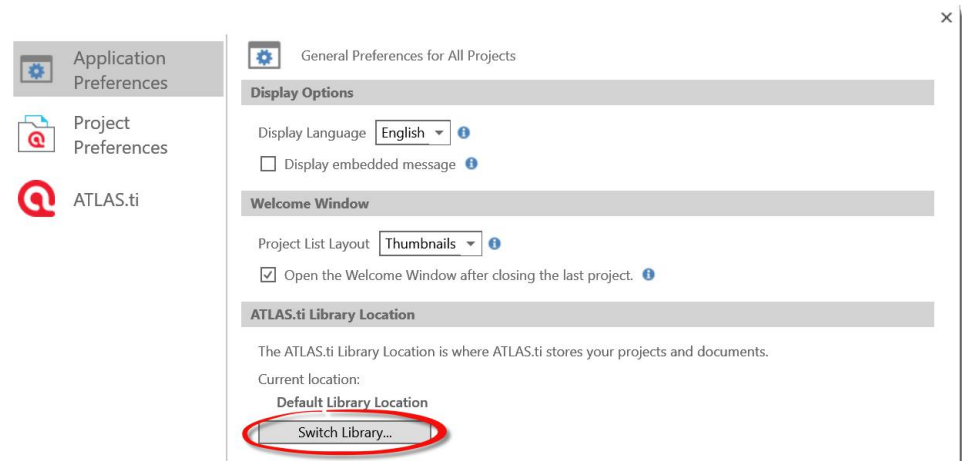 Application
Preferences
Project
Preferences
ATLAS.ti
General Preferences for All Projects
Display Options
Display Language English
Display embedded message
Welcome Window
Project List Layout Thumbnails
Open the Welcome Window after closing the last project.
ATLAS.ti Library Location
The ATLAS.ti Library Location is where ATLAS.ti stores your projects and documents.
Current location:
Default Library Location
Switch Library...